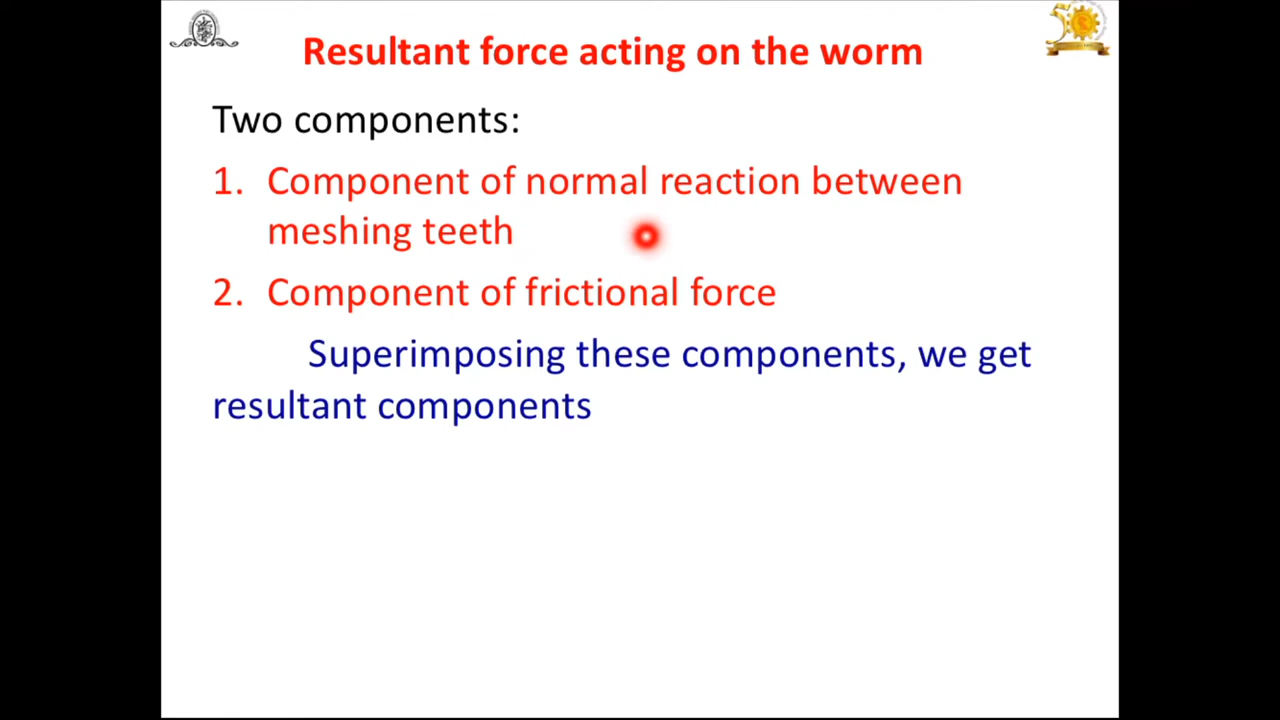 Resultant force acting on the worm
Two components:
1. Component of normal reaction between
meshing teeth
2. Component of frictional force
Superimposing these components, we get
resultant components